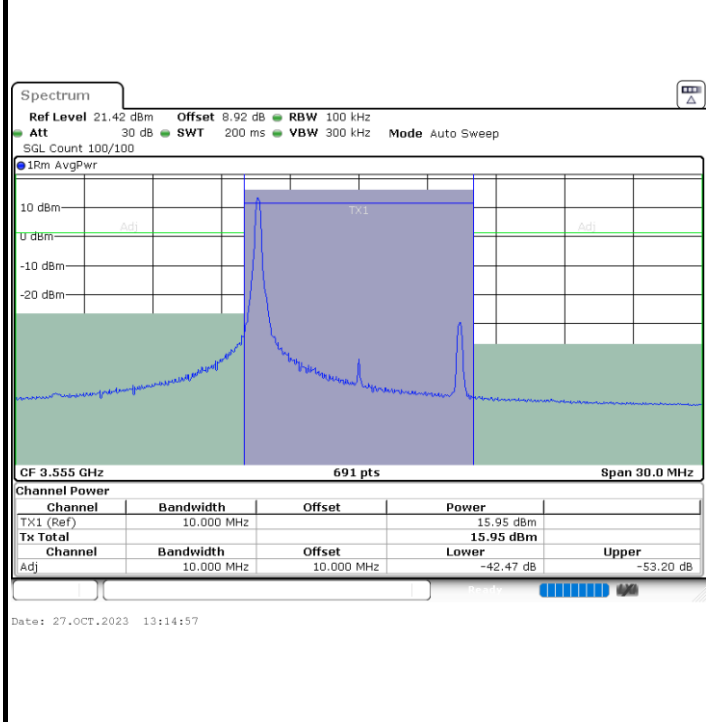 Spectrum
Ref Level 21.42 dBm Offset 8.92 dB RBW 100 kHz
Att 30 dB SWT 200 ms VBW 300 kHz Mode Auto Sweep
SGL Count 100/100
1Rm AvgPwr
10 dBm
TX1
Adj Adj
0 dBm
-10 dBm
-20 dBm
CF 3.555 GHz 691 pts Span 30.0 MHz
Channel Power
Channel Bandwidth Offset Power
TX1 (Ref) 10.000 MHz 15.95 dBm
Tx Total 15.95 dBm
Channel Bandwidth Offset Lower Upper
Adj 10.000 MHz 10.000 MHz -42.47 dB -53.20 dB
Ready
Date: 27.OCT.2023 13:14:57